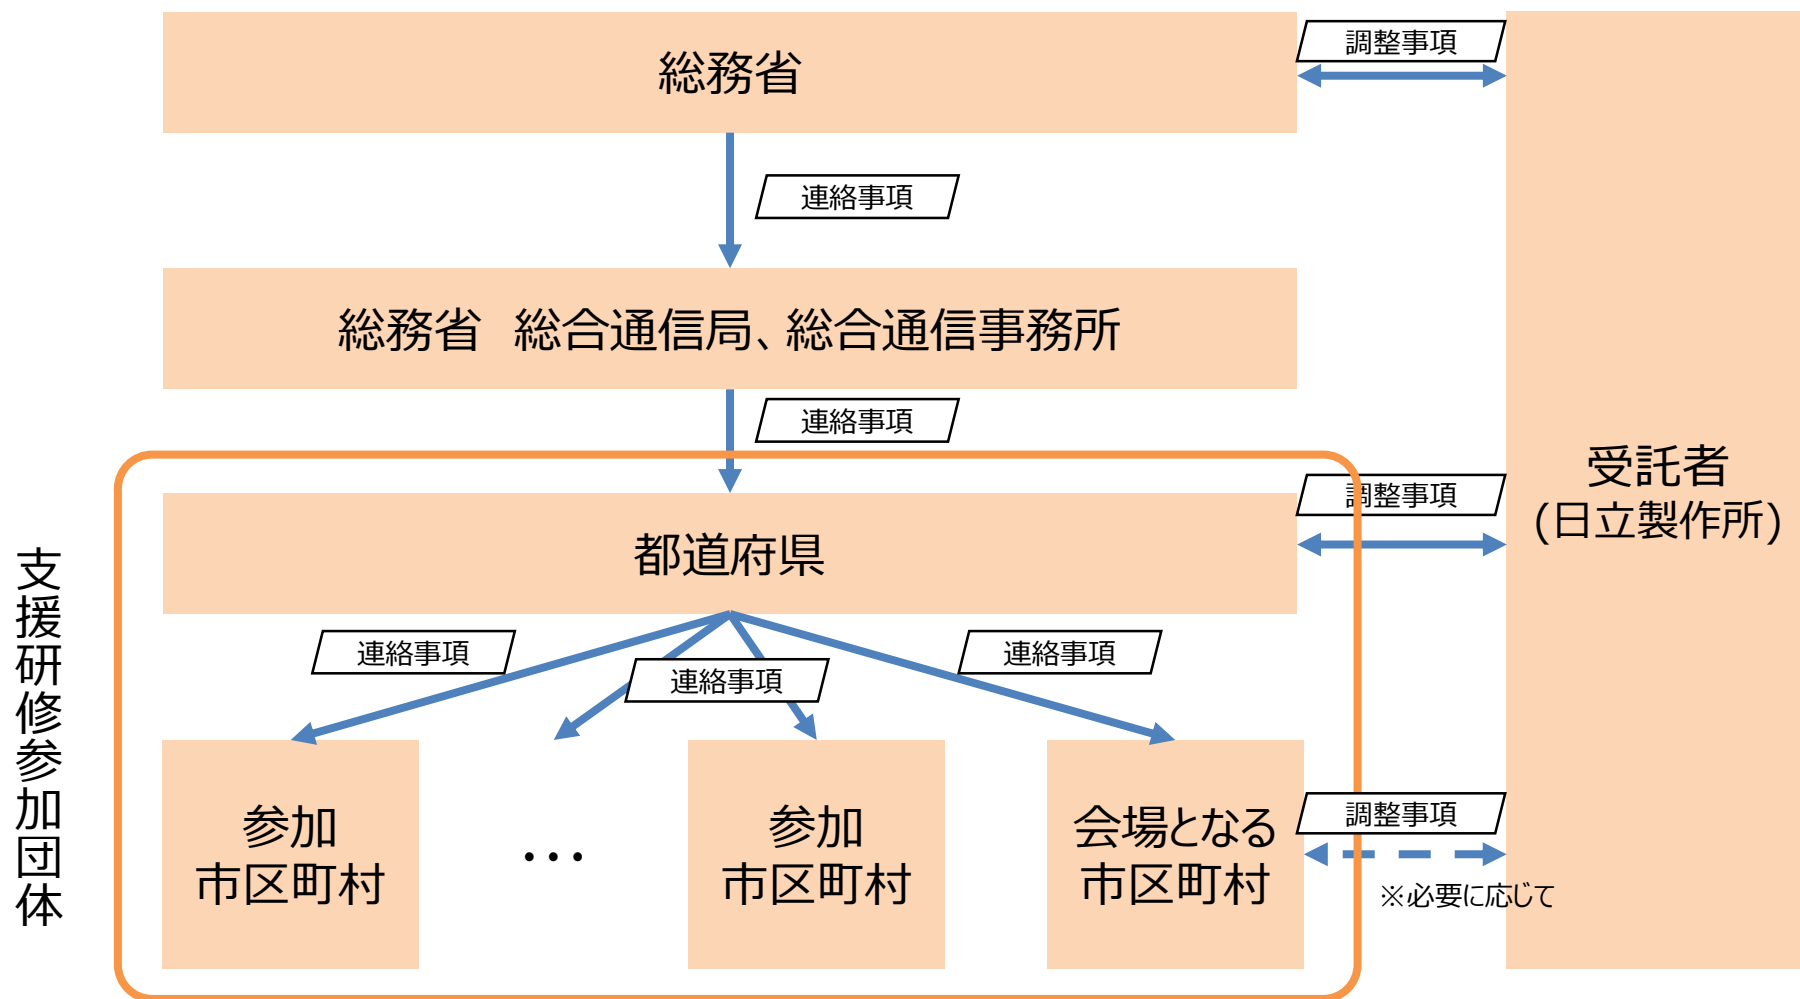 総務省
調整事項
連絡事項
総務省　総合通信局、総合通信事務所
連絡事項
都道府県
調整事項
受託者
(日立製作所)
支援研修参加団体
連絡事項
連絡事項
連絡事項
参加
市区町村
…
参加
市区町村
会場となる
市区町村
調整事項
※必要に応じて